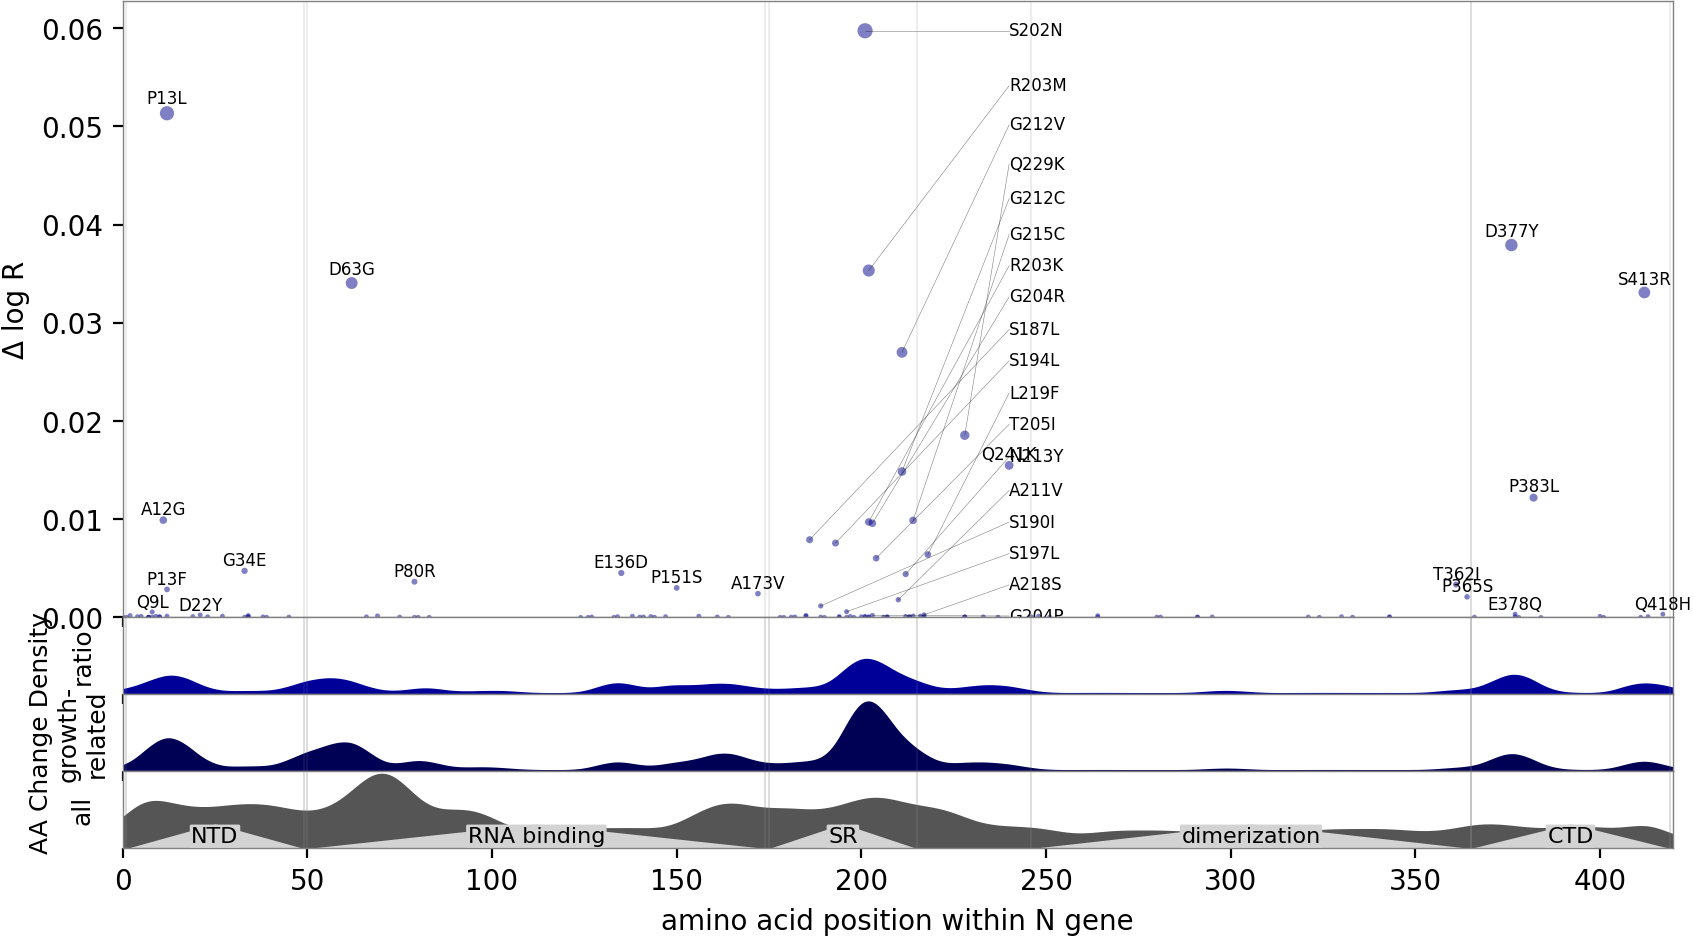 0.06
0.05
0.04
0.03
0.02
0.01
0.00
Δ log R
S202N
P13L
R203M
G212V
Q229K
G212C
G215C
D377Y
D63G
R203K
S413R
G204R
S187L
S194L
L219F
T205I
Q241K
N213Y
A211V
P383L
A12G
S190I
S197L
G34E
P13F
P80R
E136D
P151S
A173V
T362I
P365S
A218S
Q9L
D22Y
E378Q
Q418H
G204P
AA Change Density
ratio
growth-
related
all
NTD
RNA binding
SR
dimerization
CTD
0 50 100 150 200 250 300 350 400
amino acid position within N gene